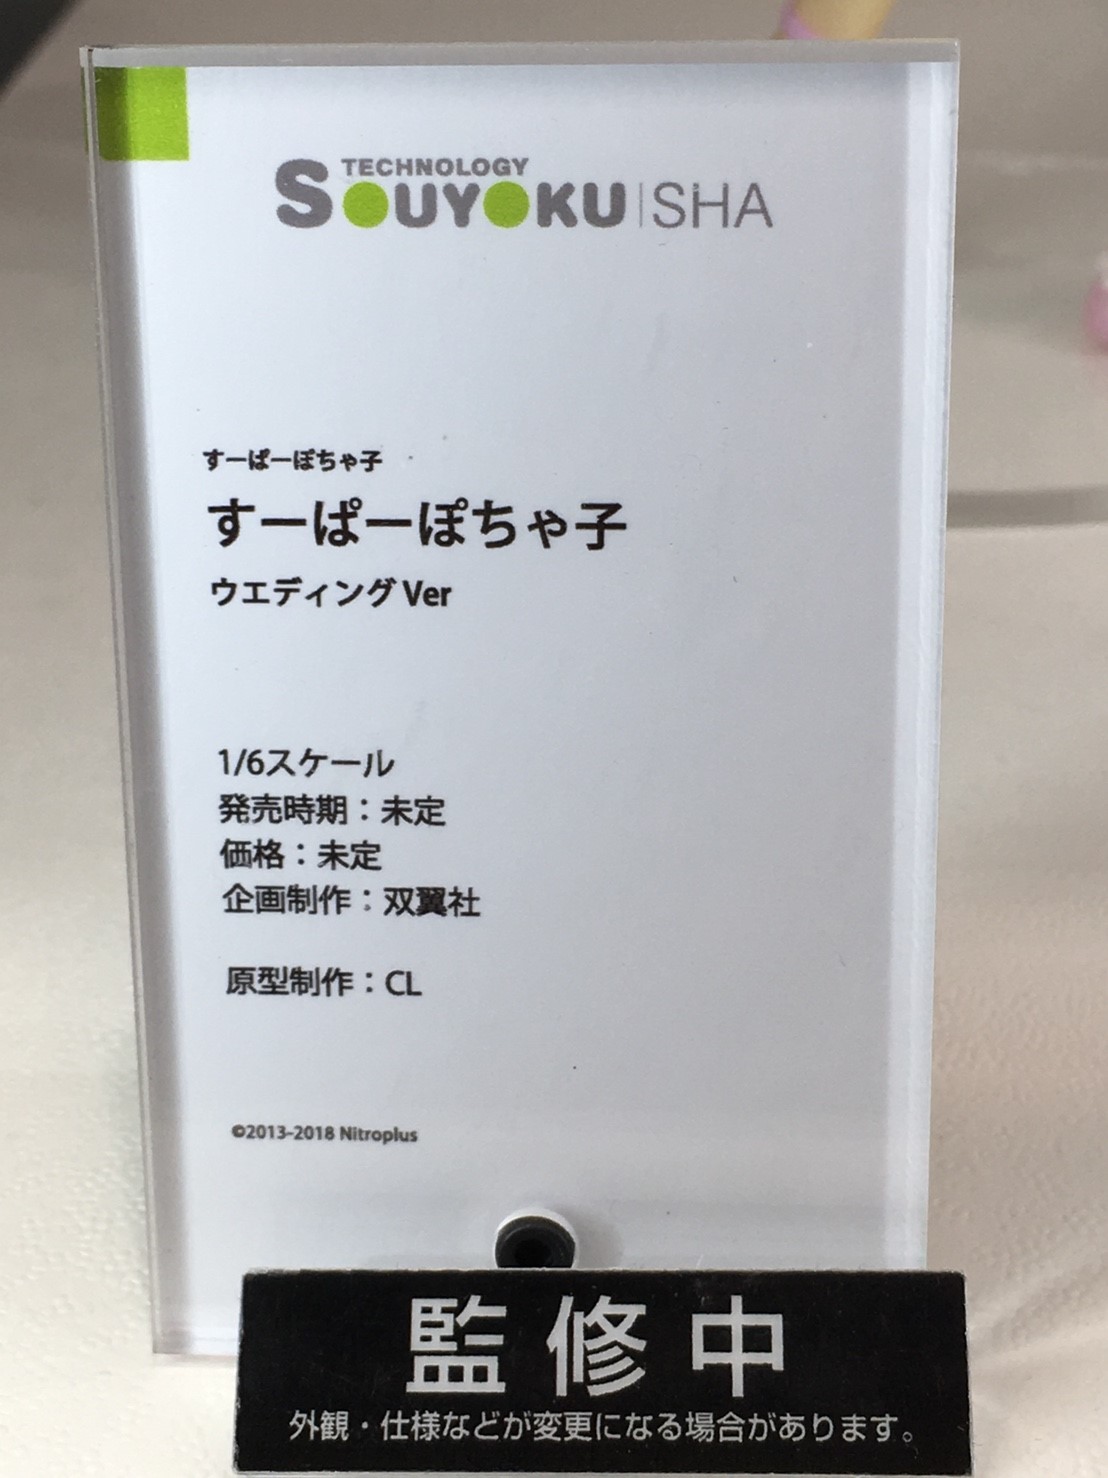 TECHNOLOGY
SOUYOKU|SHA
すーぱーぽちゃ子
すーぱーぽちゃ子
ウエディングVer
1/6スケール
発売時期：未定
価格：未定
企画制作：双翼社
原型制作：CL
©2013-2018 Nitroplus
監修中
外観・仕様などが変更になる場合があります。